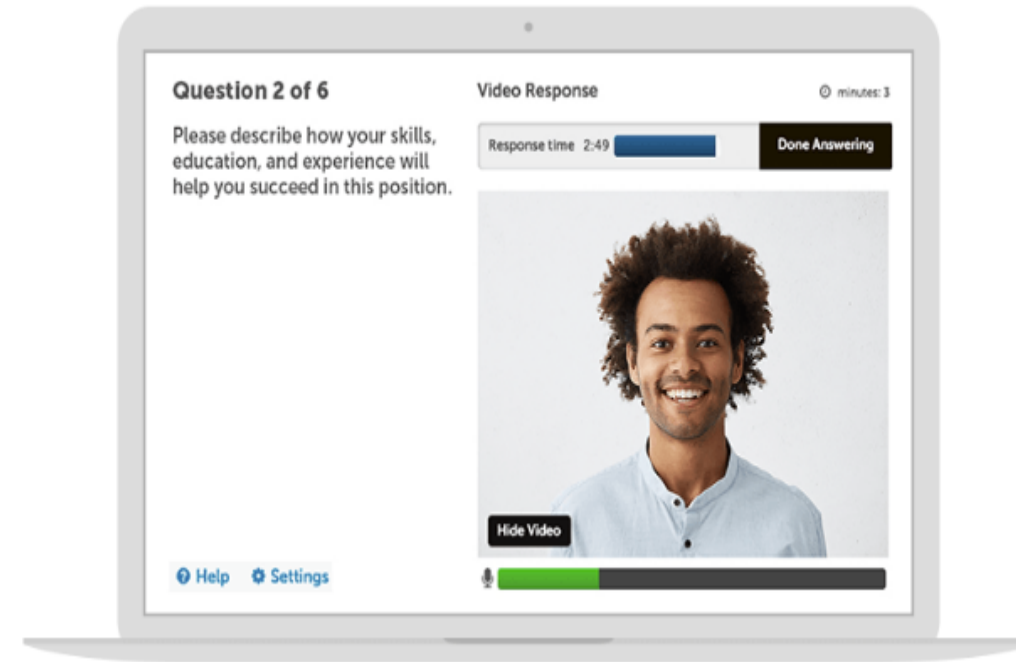 Question 2 of 6
Please describe how your skills,
education, and experience will
help you succeed in this position.
Video Response
minutes: 3
Response time 2:49
Done Answering
Hide Video
Help
Settings